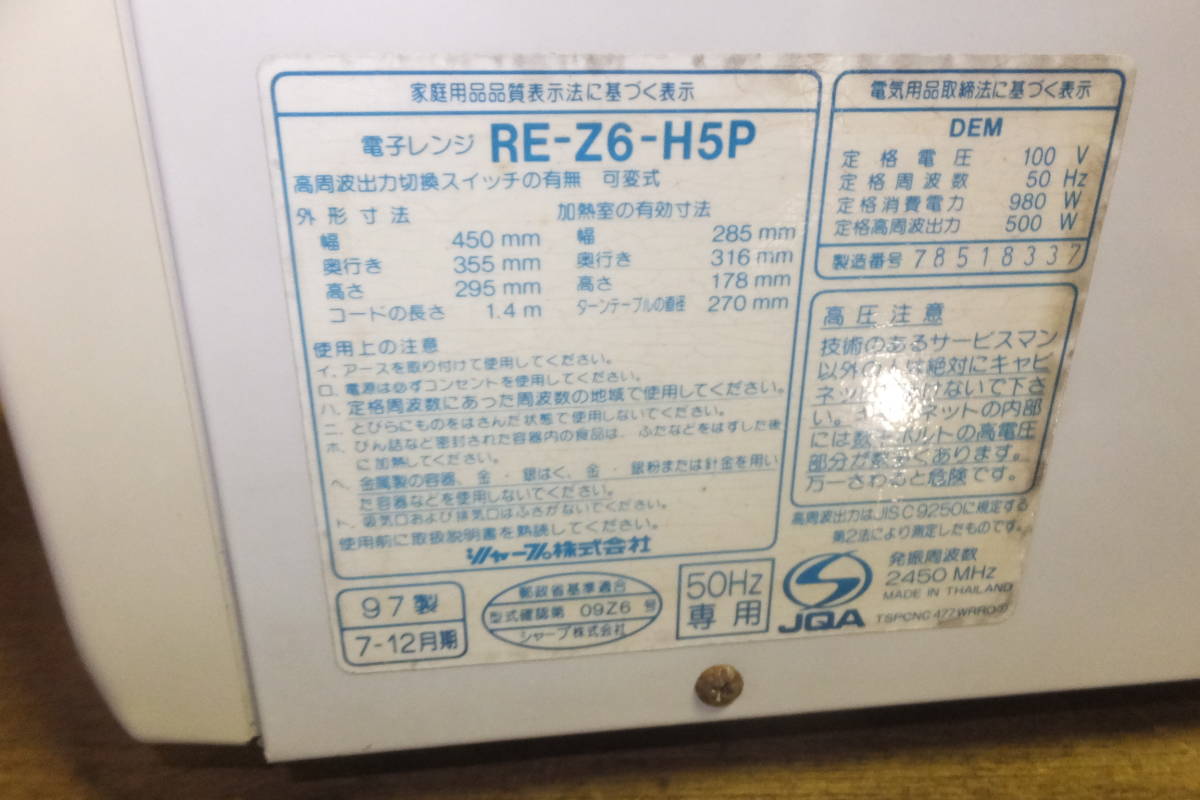 家庭用品品質表示法に基づく表示
電子レンジ RE-Z6-H5P
高周波出力切換スイッチの有無 可変式
外形寸法
幅 450 mm
奥行き 355 mm
高さ 295 mm
コードの長さ 1.4 m
加熱室の有効寸法
幅 285 mm
奥行き 316 mm
高さ 178 mm
ターンテーブルの直径 270 mm
使用上の注意
イ. アースを取り付けて使用してください。
ロ. 電源は必ずコンセントを使用してください。
ハ. 定格周波数にあった周波数の地域で使用してください。
ニ. とびらにものをはさんだ状態で使用しないでください。
ホ. びん詰など密封された容器内の食品は、ふたなどをはずした後
に加熱してください。
ヘ. 金属製の容器、金・銀はく、金・銀粉または針金を用い
た容器などを使用しないでください。
ト. 吸気口および排気口はふさがないでください。
使用前に取扱説明書を熟読してください。
シャープ株式会社
電気用品取締法に基づく表示
DEM
定格電圧 100 V
定格周波数 50 Hz
定格消費電力 980 W
定格高周波出力 500 W
製造番号 78518337
高圧注意
技術のあるサービスマン
以外の は絶対にキャビ
ネッ けないで下さ
い。 ネットの内部
には数 ボルトの高電圧
部分が数多くあります。
万一さわると危険です。
高周波出力はJIS C 9250に規定する
第2法により測定したものです。
97製
7-12月期
郵政省基準適合
型式確認第 09Z6 号
シャープ株式会社
50Hz
専用
JQA
発振周波数
2450 MHz
MADE IN THAILAND